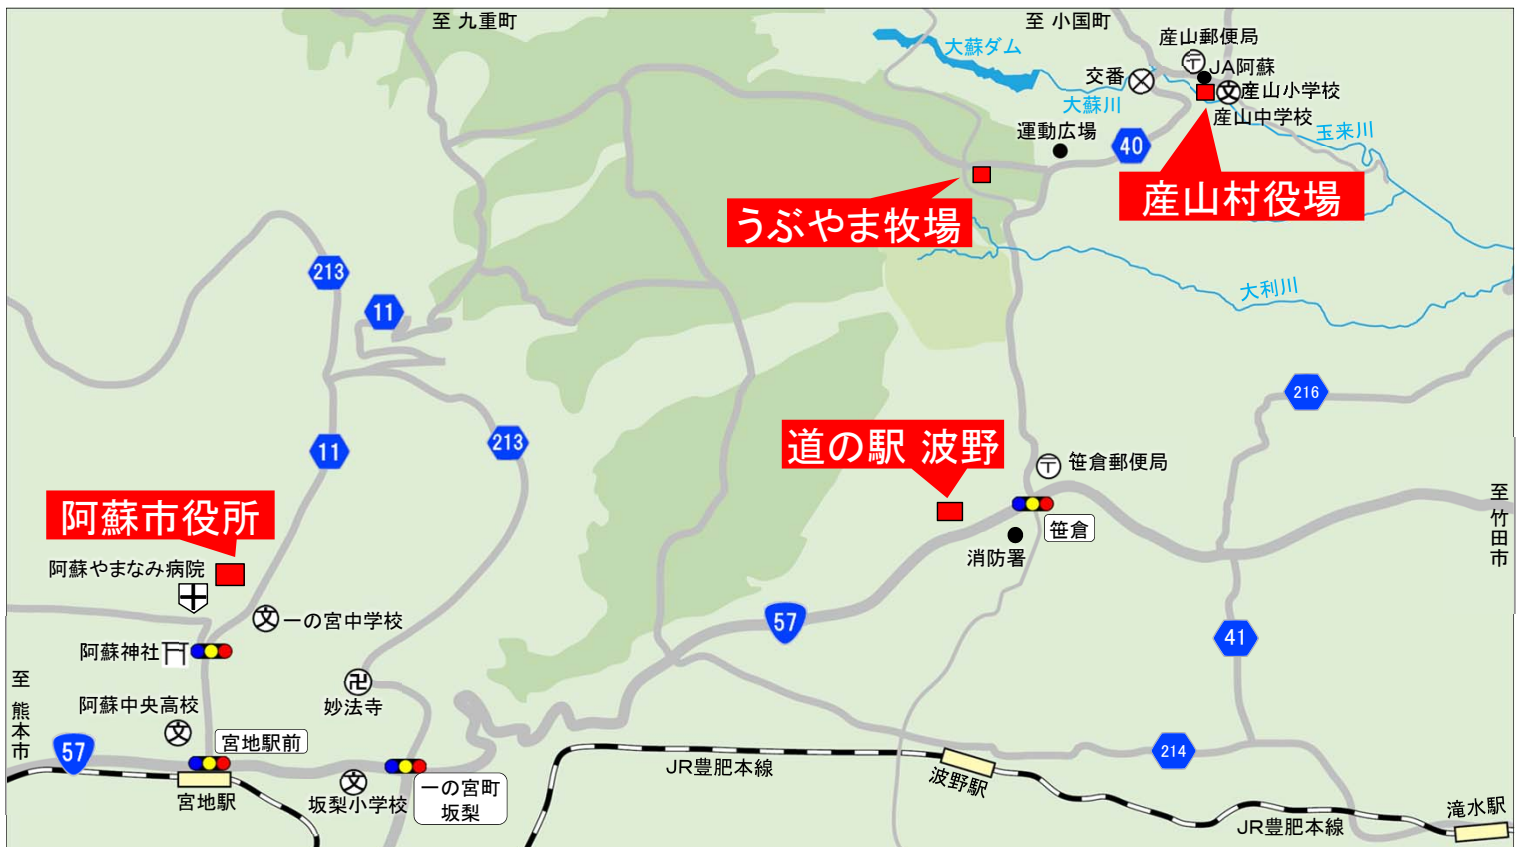 至 九重町
至 小国町
産山郵便局
大蘇ダム
JA阿蘇
交番
産山小学校
大蘇川
産山中学校
運動広場
玉来川
40
産山村役場
うぶやま牧場
213
大利川
11
216
道の駅 波野
213
11
笹倉郵便局
至 竹田市
阿蘇市役所
笹倉
消防署
阿蘇やまなみ病院
文
一の宮中学校
57
41
阿蘇神社
至 熊本市
妙法寺
阿蘇中央高校
文
宮地駅前
57
214
JR豊肥本線
波野駅
宮地駅
文
坂梨小学校
一の宮町
坂梨
滝水駅
JR豊肥本線
文